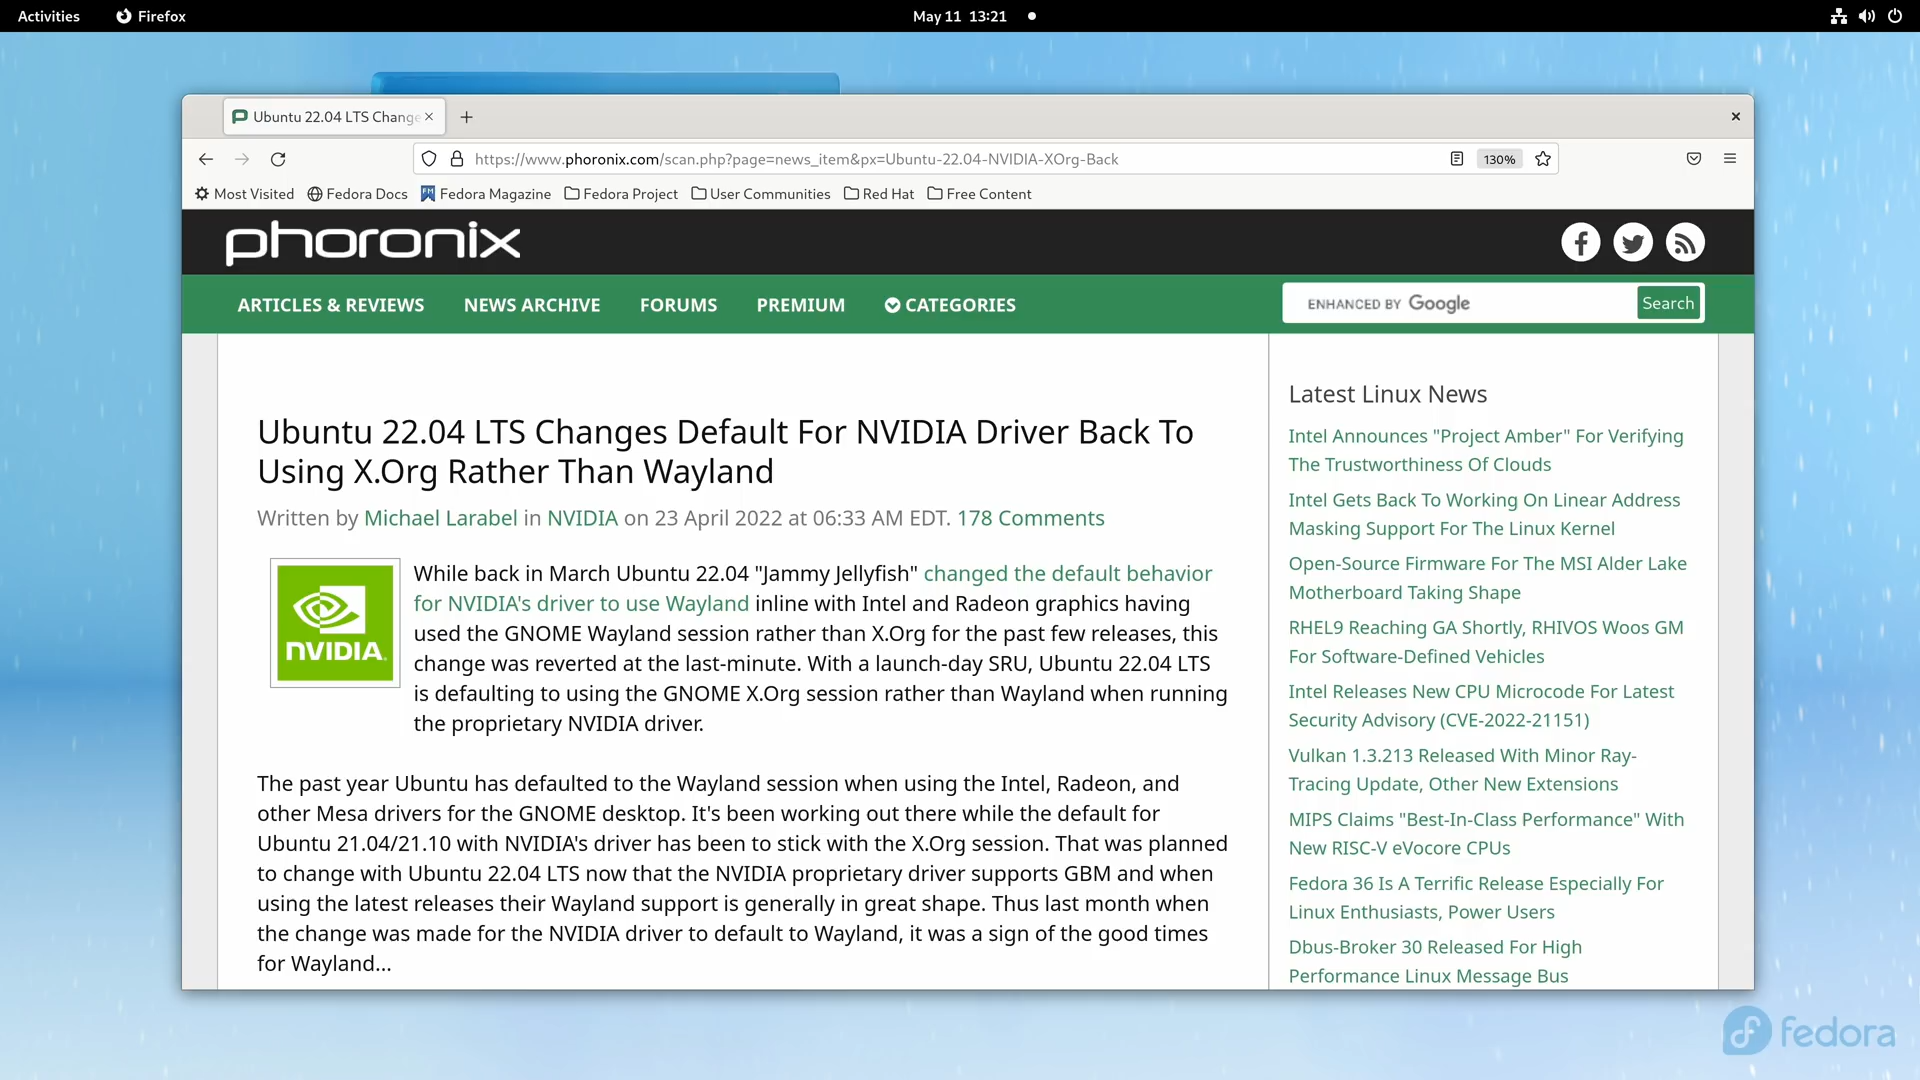 Activities Firefox May 11 13:21
Ubuntu 22.04 LTS Change
https://www.phoronix.com/scan.php?page=news_item&px=Ubuntu-22.04-NVIDIA-XOrg-Back 130%
Most Visited Fedora Docs Fedora Magazine Fedora Project User Communities Red Hat Free Content
phoronix
ARTICLES & REVIEWS NEWS ARCHIVE FORUMS PREMIUM CATEGORIES ENHANCED BY Google Search
Ubuntu 22.04 LTS Changes Default For NVIDIA Driver Back To
Using X.Org Rather Than Wayland
Written by Michael Larabel in NVIDIA on 23 April 2022 at 06:33 AM EDT. 178 Comments
NVIDIA.
While back in March Ubuntu 22.04 "Jammy Jellyfish" changed the default behavior
for NVIDIA's driver to use Wayland inline with Intel and Radeon graphics having
used the GNOME Wayland session rather than X.Org for the past few releases, this
change was reverted at the last-minute. With a launch-day SRU, Ubuntu 22.04 LTS
is defaulting to using the GNOME X.Org session rather than Wayland when running
the proprietary NVIDIA driver.
The past year Ubuntu has defaulted to the Wayland session when using the Intel, Radeon, and
other Mesa drivers for the GNOME desktop. It's been working out there while the default for
Ubuntu 21.04/21.10 with NVIDIA's driver has been to stick with the X.Org session. That was planned
to change with Ubuntu 22.04 LTS now that the NVIDIA proprietary driver supports GBM and when
using the latest releases their Wayland support is generally in great shape. Thus last month when
the change was made for the NVIDIA driver to default to Wayland, it was a sign of the good times
for Wayland...
Latest Linux News
Intel Announces "Project Amber" For Verifying
The Trustworthiness Of Clouds
Intel Gets Back To Working On Linear Address
Masking Support For The Linux Kernel
Open-Source Firmware For The MSI Alder Lake
Motherboard Taking Shape
RHEL9 Reaching GA Shortly, RHIVOS Woos GM
For Software-Defined Vehicles
Intel Releases New CPU Microcode For Latest
Security Advisory (CVE-2022-21151)
Vulkan 1.3.213 Released With Minor Ray-
Tracing Update, Other New Extensions
MIPS Claims "Best-In-Class Performance" With
New RISC-V eVocore CPUs
Fedora 36 Is A Terrific Release Especially For
Linux Enthusiasts, Power Users
Dbus-Broker 30 Released For High
Performance Linux Message Bus
fedora